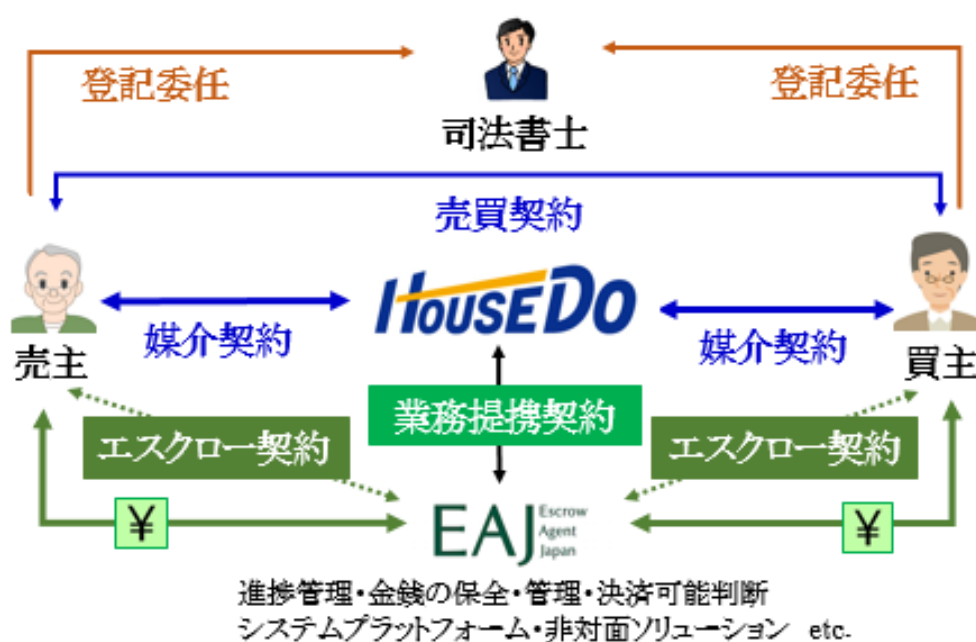 登記委任
登記委任
司法書士
売買契約
HOUSEDO
売主
媒介契約
媒介契約
買主
業務提携契約
エスクロー契約
エスクロー契約
¥
¥
EAJ
Escrow
Agent
Japan
進捗管理・金銭の保全・管理・決済可能判断
システムプラットフォーム・非対面ソリューション etc.